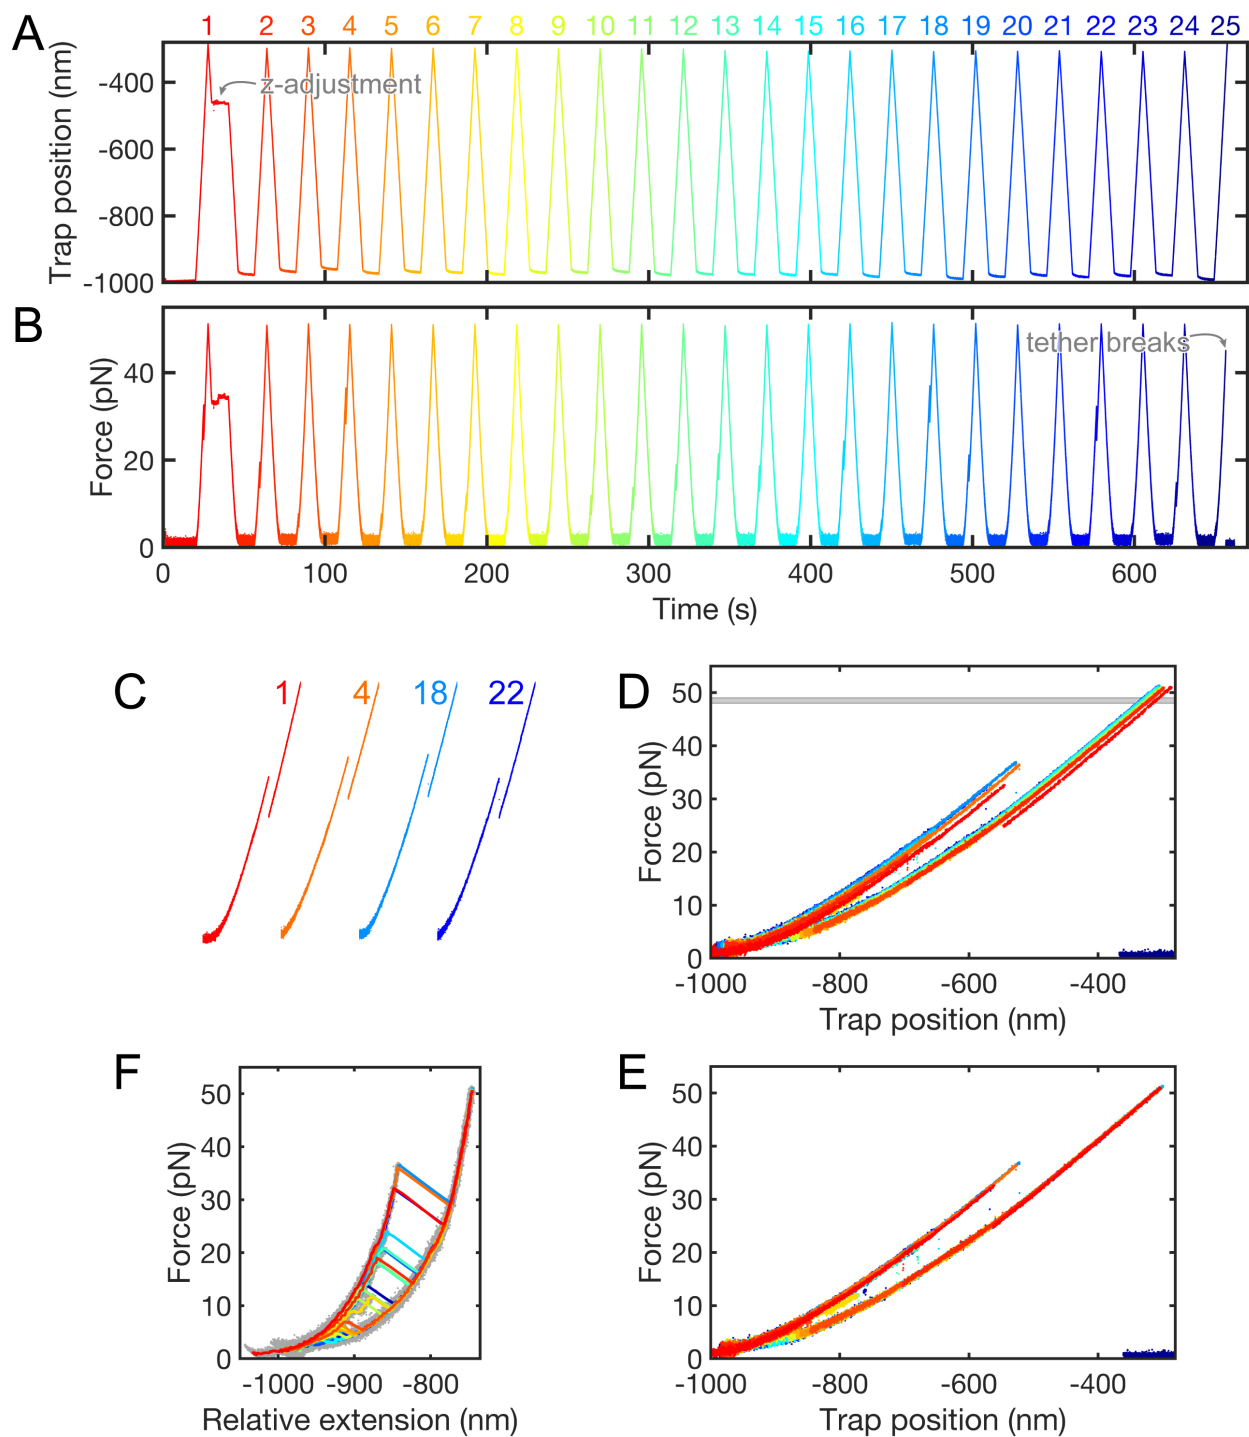 A
1 2 3 4 5 6 7 8 9 10 11 12 13 14 15 16 17 18 19 20 21 22 23 24 25
Trap position (nm)
-400
-600
-800
-1000
z-adjustment
B
Force (pN)
40
20
0
tether breaks
0 100 200 300 400 500 600
Time (s)
C
1 4 18 22
D
Force (pN)
50
40
30
20
10
0
-1000 -800 -600 -400
Trap position (nm)
F
Force (pN)
50
40
30
20
10
0
-1000 -900 -800
Relative extension (nm)
E
Force (pN)
50
40
30
20
10
0
-1000 -800 -600 -400
Trap position (nm)